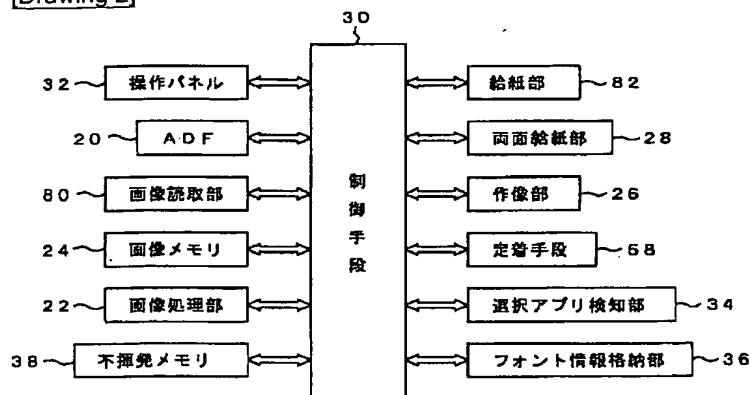 [Drawing 2]
30
32 操作パネル
給紙部 82
20 ADF
両面給紙部 28
80 画像読取部
作像部 26
制御手段
24 画像メモリ
定着手段 68
22 画像処理部
選択アプリ検知部 34
38 不揮発メモリ
フォント情報格納部 36